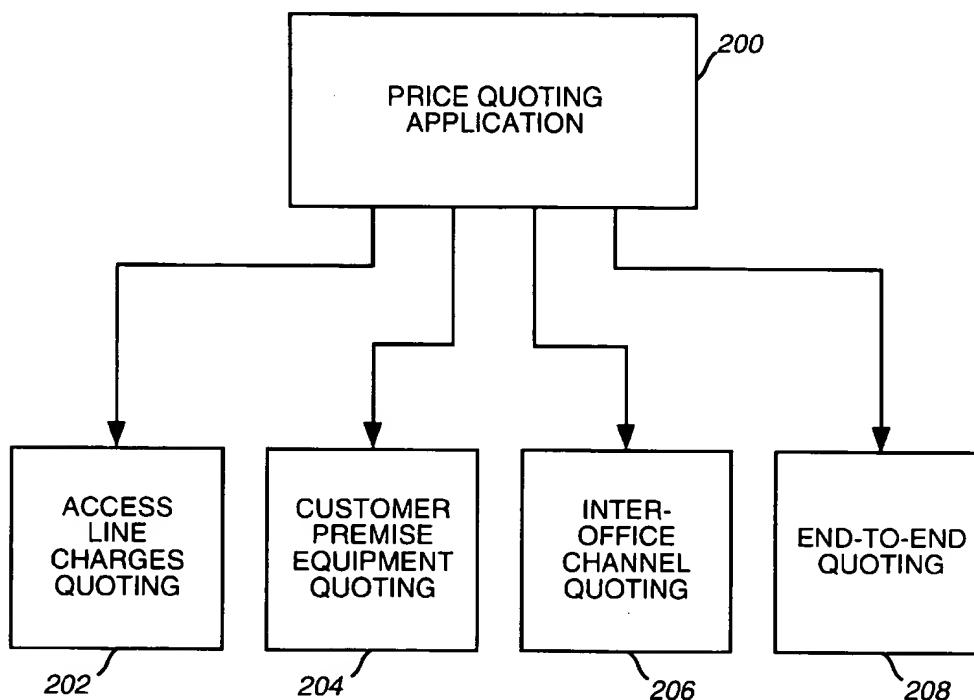 200
PRICE QUOTING
APPLICATION
ACCESS
LINE
CHARGES
QUOTING
CUSTOMER
PREMISE
EQUIPMENT
QUOTING
INTER-
OFFICE
CHANNEL
QUOTING
END-TO-END
QUOTING
202
204
206
208